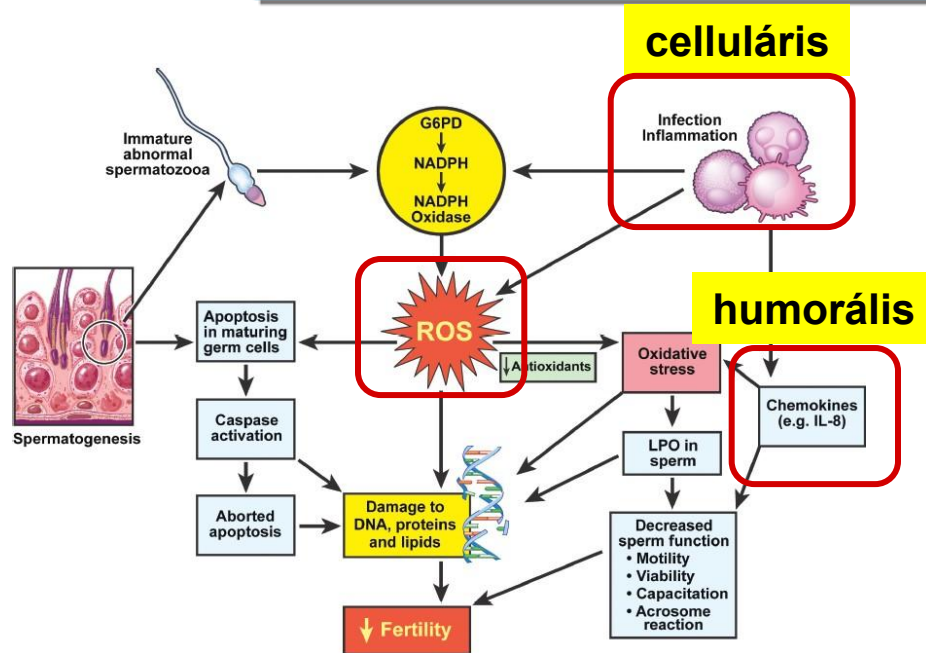 celluláris
Infection
Inflammation
Immature
abnormal
spermatozooa
G6PD
NADPH
NADPH
Oxidase
humorális
Apoptosis
in maturing
germ cells
ROS
↓Antioxidants
Oxidative
stress
Chemokines
(e.g. IL-8)
Spermatogenesis
Caspase
activation
LPO in
sperm
Aborted
apoptosis
Damage to
DNA, proteins
and lipids
Decreased
sperm function
• Motility
• Viability
• Capacitation
• Acrosome
reaction
↓ Fertility